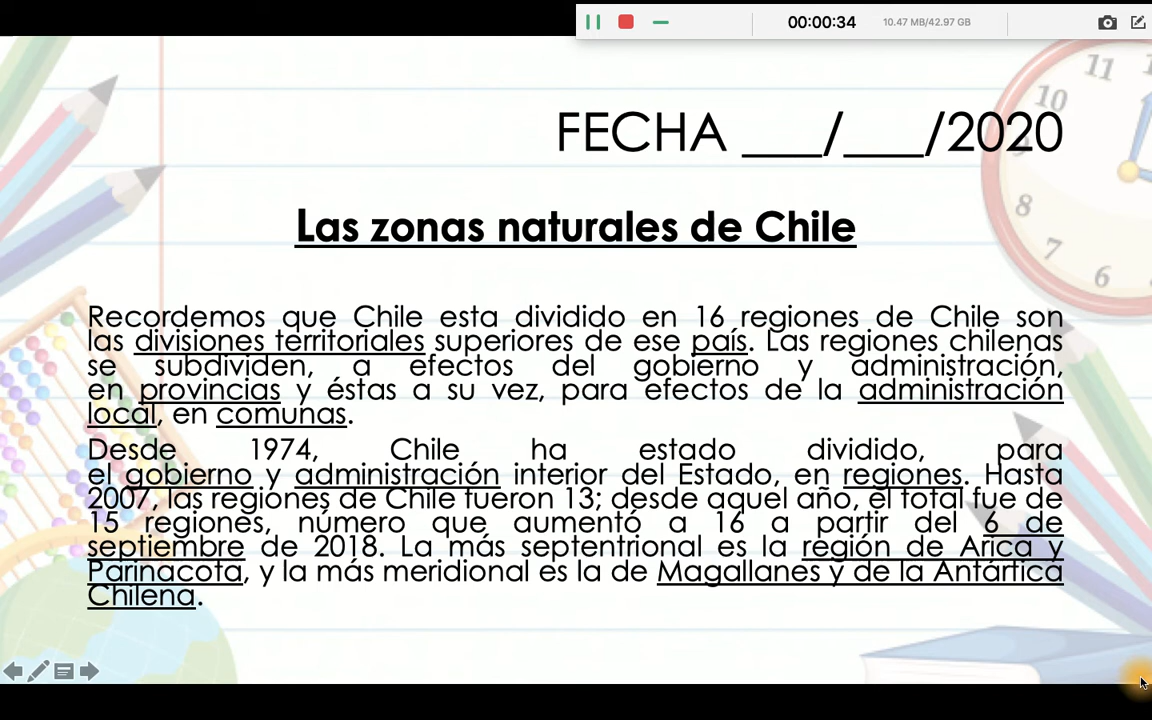 00:00:34
10.47 MB/42.97 GB
11
10
9
8
7
6
FECHA ___/___/2020
Las zonas naturales de Chile
Recordemos que Chile esta dividido en 16 regiones de Chile son
las divisiones territoriales superiores de ese país. Las regiones chilenas
se subdividen, a efectos del gobierno y administración,
en provincias y éstas a su vez, para efectos de la administración
local, en comunas.
Desde 1974, Chile ha estado dividido, para
el gobierno y administración interior del Estado, en regiones. Hasta
2007, las regiones de Chile fueron 13; desde aquel año, el total fue de
15 regiones, número que aumentó a 16 a partir del 6 de
septiembre de 2018. La más septentrional es la región de Arica y
Parinacota, y la más meridional es la de Magallanes y de la Antártica
Chilena.